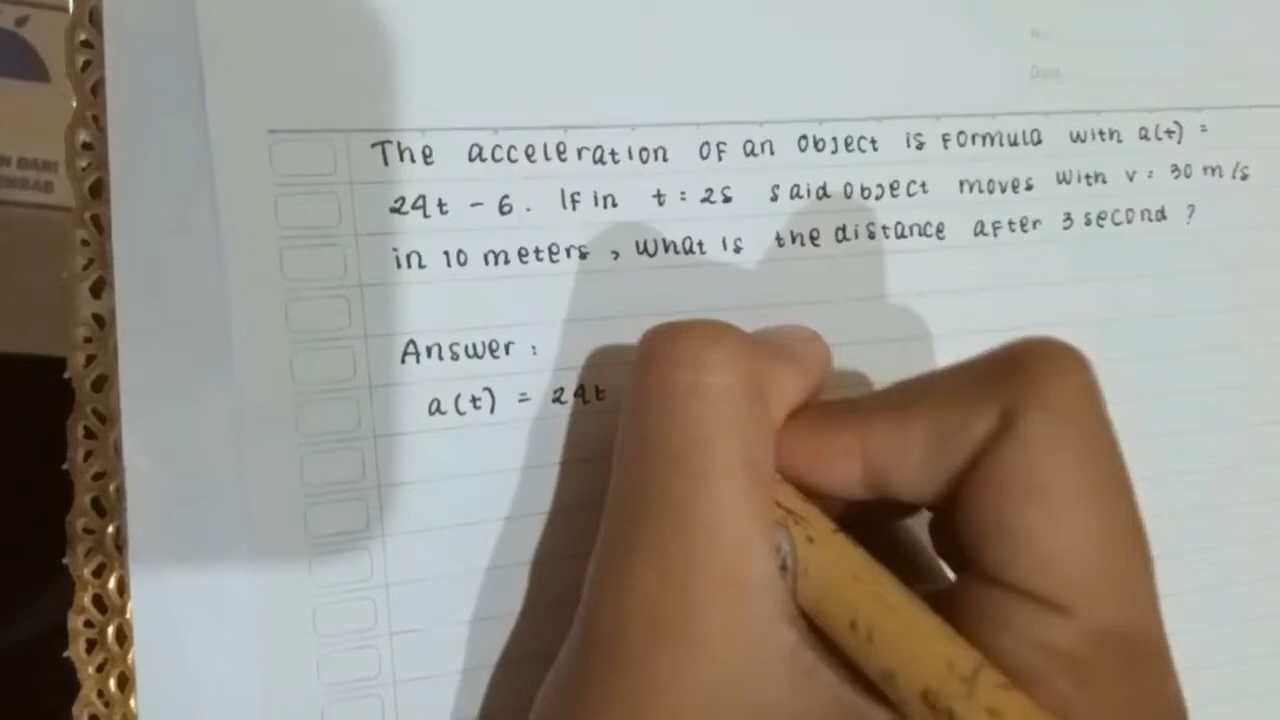 The acceleration of an object is formula with a(t) =
24t - 6. If in t = 2s said object moves with v = 30 m/s
in 10 meters, what is the distance after 3 second ?
Answer :
a(t) = 24t
N DARI